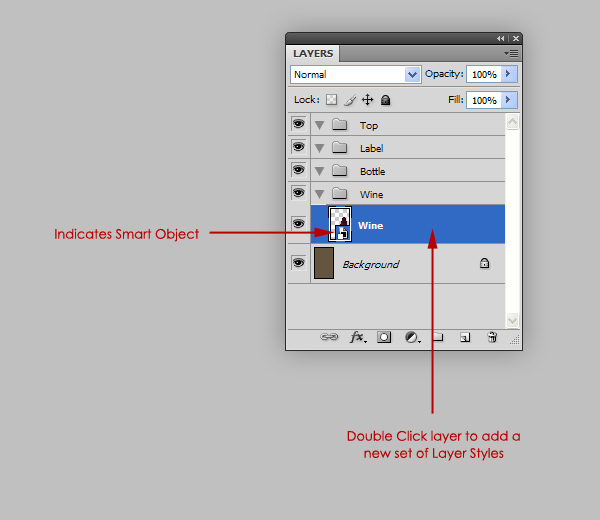 LAYERS
Normal Opacity: 100%
Lock: Fill: 100%
Top
Label
Bottle
Wine
Wine
Indicates Smart Object
Background
fx
Double Click layer to add a
new set of Layer Styles